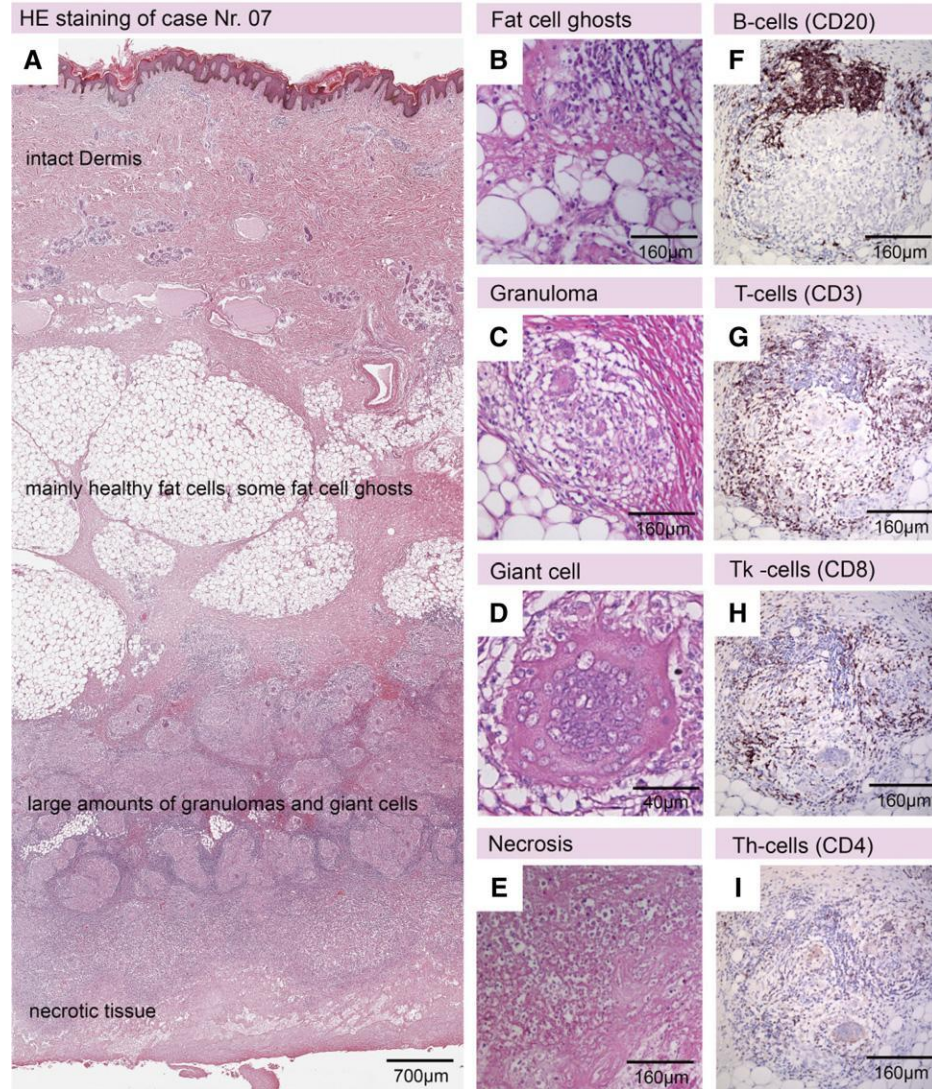 HE staining of case Nr. 07
A
intact Dermis
mainly healthy fat cells, some fat cell ghosts
large amounts of granulomas and giant cells
necrotic tissue
700µm
Fat cell ghosts
B
160µm
Granuloma
C
160µm
Giant cell
D
40µm
Necrosis
E
160µm
B-cells (CD20)
F
160µm
T-cells (CD3)
G
160µm
Tk -cells (CD8)
H
160µm
Th-cells (CD4)
I
160µm